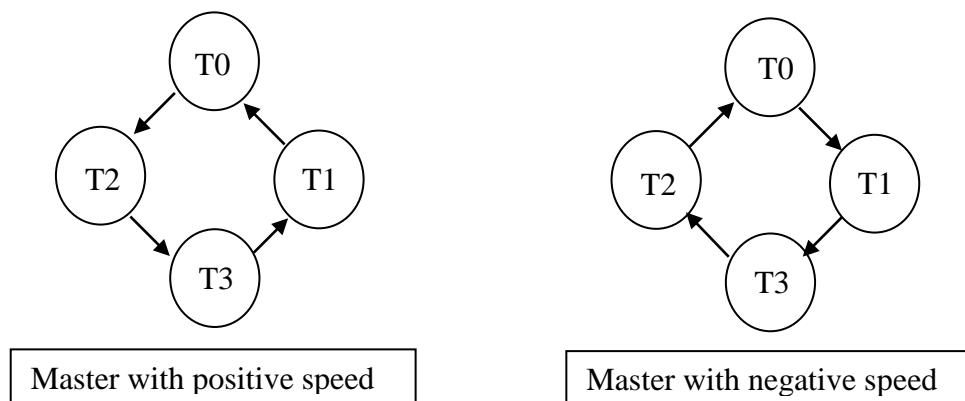 T0
T2
T1
T3
Master with positive speed
T0
T2
T1
T3
Master with negative speed